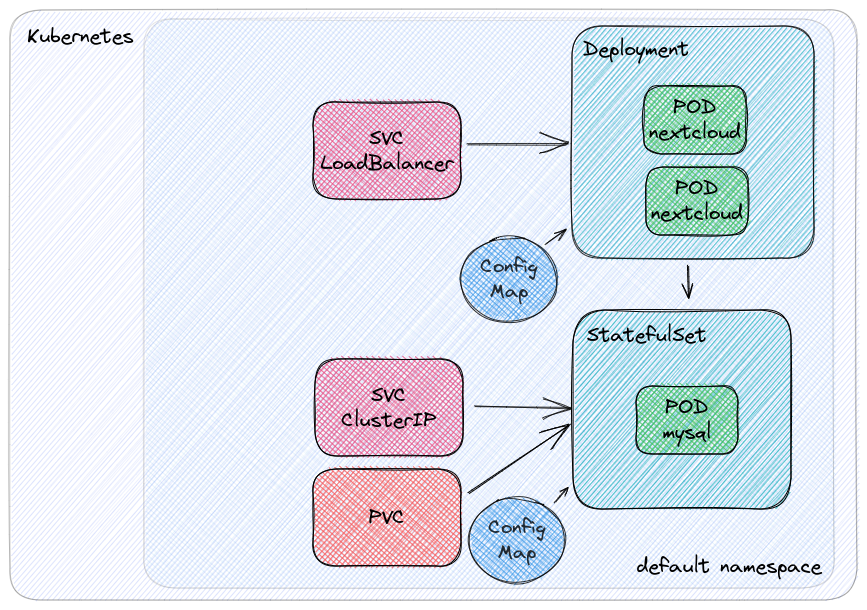 Kubernetes
Deployment
POD
nextcloud
POD
nextcloud
SVC
LoadBalancer
Config
Map
StatefulSet
POD
mysql
SVC
ClusterIP
PVC
Config
Map
default namespace